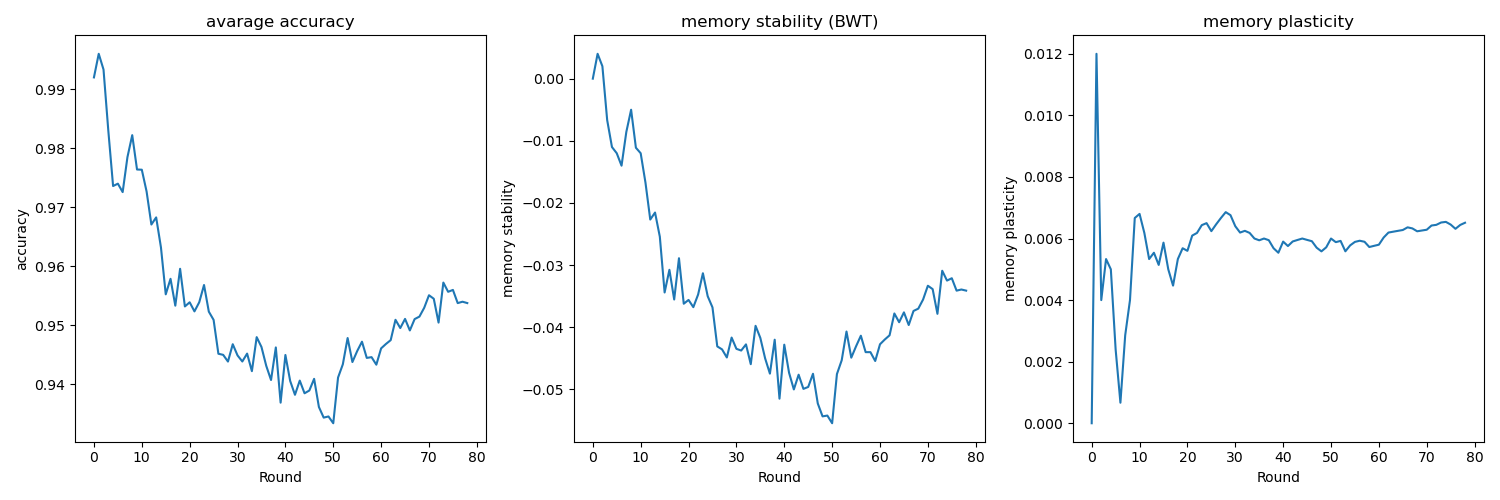 avarage accuracy
accuracy
0.99
0.98
0.97
0.96
0.95
0.94
0 10 20 30 40 50 60 70 80
Round
memory stability (BWT)
memory stability
0.00
−0.01
−0.02
−0.03
−0.04
−0.05
0 10 20 30 40 50 60 70 80
Round
memory plasticity
memory plasticity
0.012
0.010
0.008
0.006
0.004
0.002
0.000
0 10 20 30 40 50 60 70 80
Round